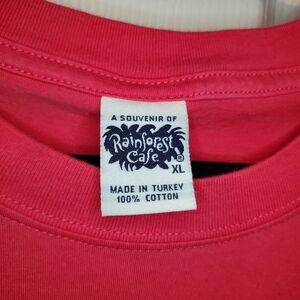 A SOUVENIR OF
Rainforest
Cafe ®
XL
MADE IN TURKEY
100% COTTON